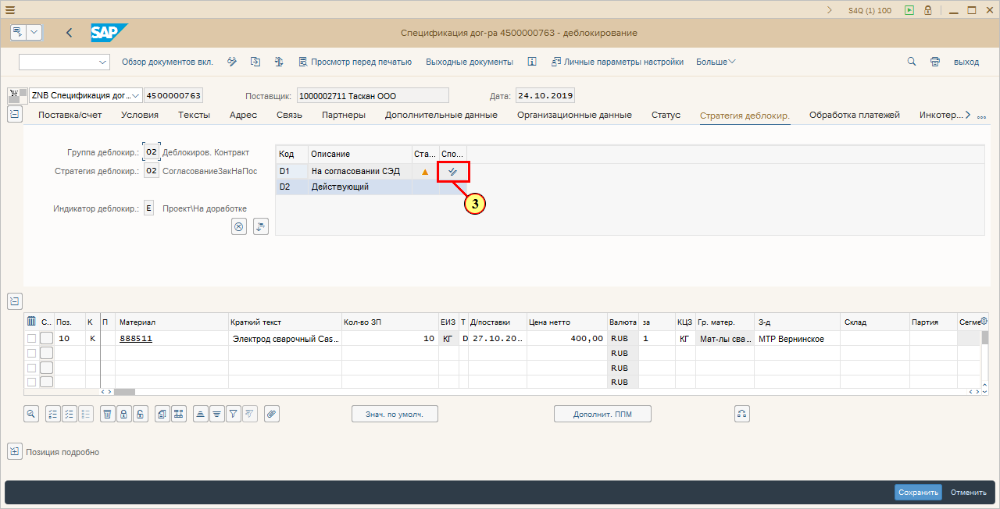 S4Q (1) 100
SAP Спецификация дог-ра 4500000763 - деблокирование
Обзор документов вкл. Просмотр перед печатью Выходные документы Личные параметры настройки Больше выход
ZNB Спецификация дог... 4500000763 Поставщик: 1000002711 Таскан ООО Дата: 24.10.2019
Поставка/счет Условия Тексты Адрес Связь Партнеры Дополнительные данные Организационные данные Статус Стратегия деблокир. Обработка платежей Инкотер...
Группа деблокир.: 02 Деблокиров. Контракт
Стратегия деблокир.: 02 СогласованиеЗакНаПос
Индикатор деблокир.: E Проект\На доработке
Код Описание Ста... Спо...
D1 На согласовании СЭД
D2 Действующий
3
С.. Поз. К П Материал Краткий текст Кол-во ЗП ЕИЗ Т Д/поставки Цена нетто Валюта за КЦЗ Гр. матер. З-д Склад Партия Сегме
10 К 888511 Электрод сварочный Cas... 10 КГ D 27.10.20... 400,00 RUB 1 КГ Мат-лы сва... МТР Вернинское
RUB
RUB
RUB
Знач. по умолч. Дополнит. ППМ
Позиция подробно
Сохранить Отменить